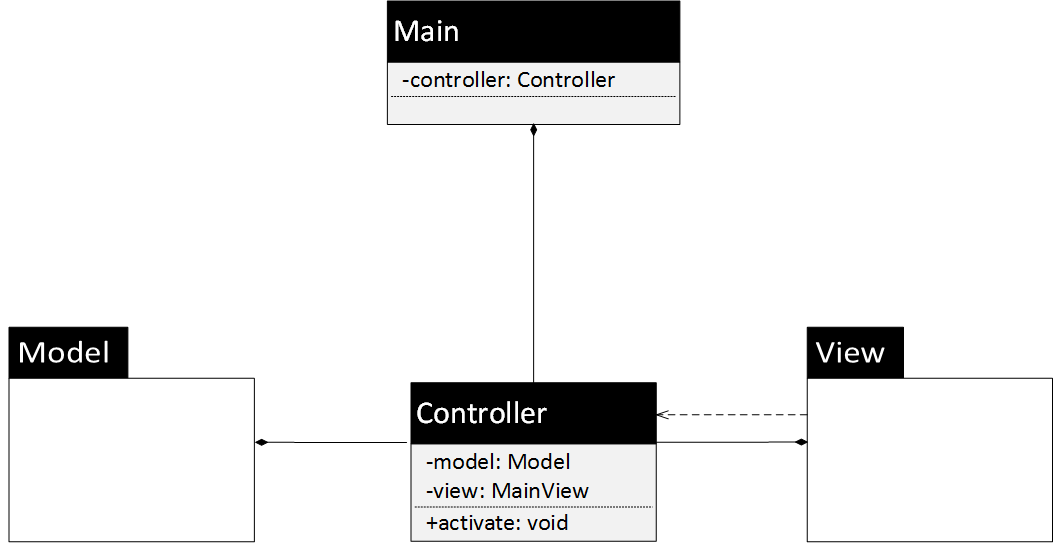 Main
-controller: Controller
Model
View
Controller
-model: Model
-view: MainView
+activate: void